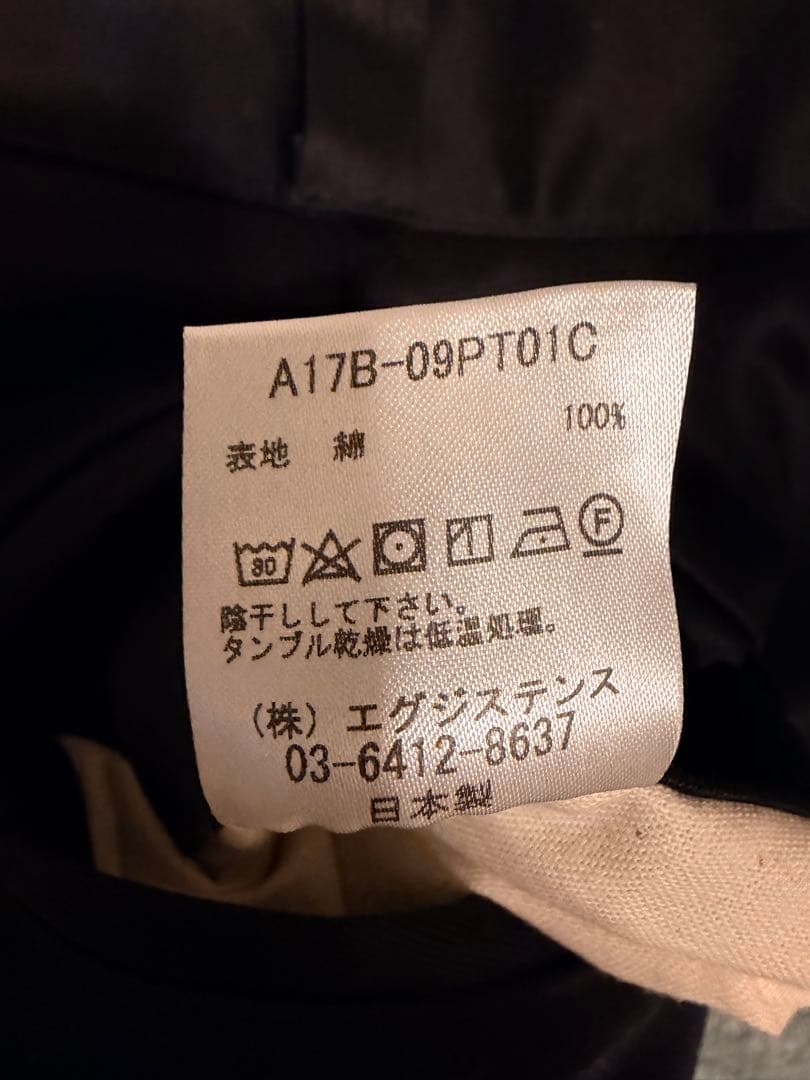 A17B-09PT01C
表地 綿 100%
30 F
陰干しして下さい。
タンブル乾燥は低温処理。
(株) エグジステンス
03-6412-8637
日本製